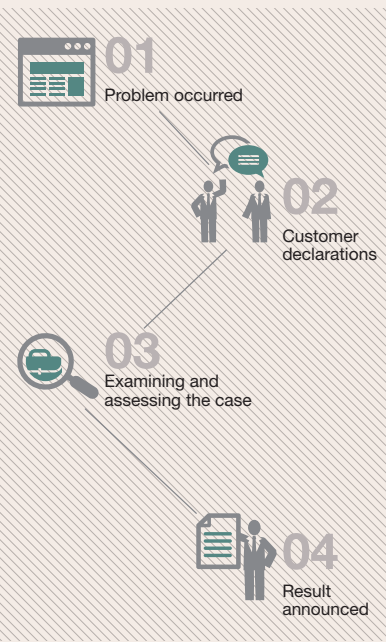 01
Problem occurred
02
Customer
declarations
03
Examining and
assessing the case
04
Result
announced